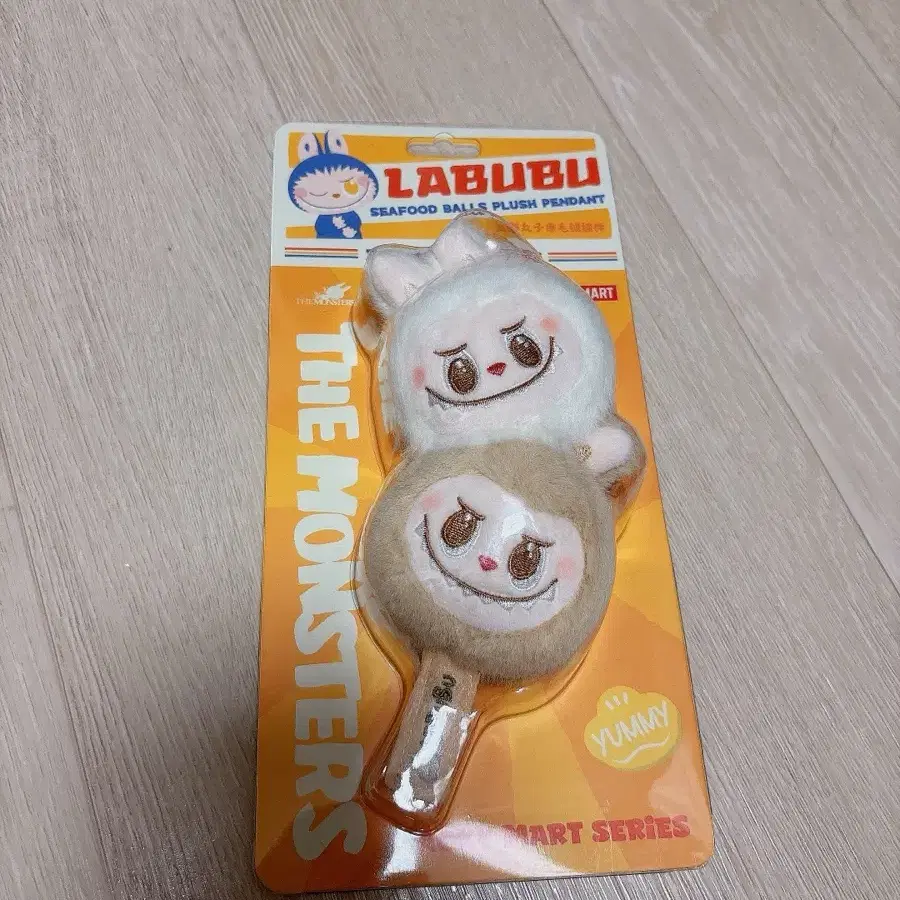 LABUBU
SEAFOOD BALLS PLUSH PENDANT
THE MONSTERS
MART
THE MONSTERS
YUMMY
MART SERiES